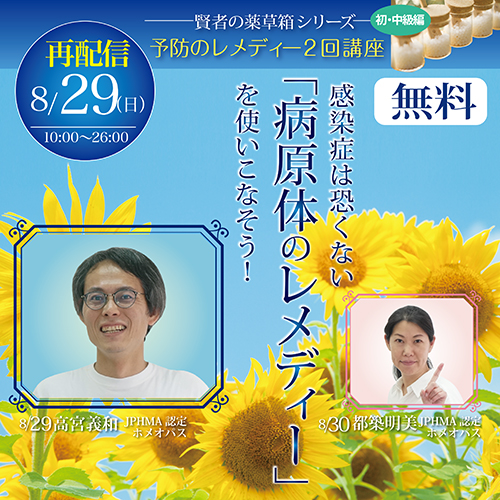 賢者の薬草箱シリーズ
初・中級編
予防のレメディー2回講座
再配信
8/29(日)
10:00〜26:00
無料
感染症は恐くない
「病原体のレメディー」
を使いこなそう!
8/29 高宮義和 JPHMA 認定
ホメオパス
8/30 都築明美 JPHMA 認定
ホメオパス